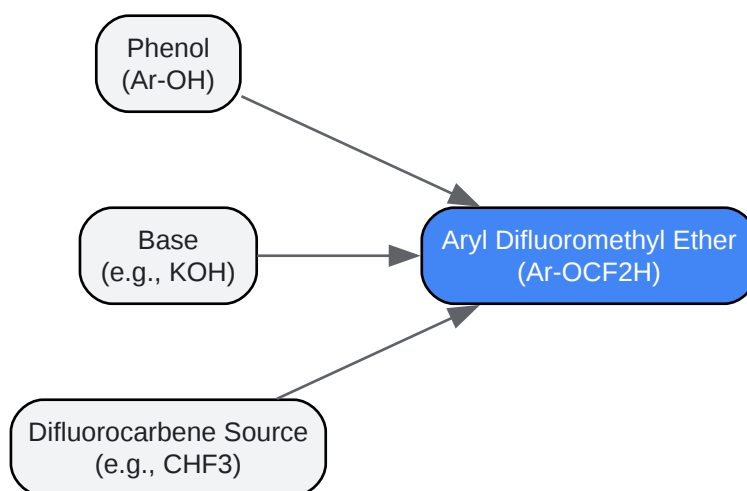 Phenol
(Ar-OH)
Base
(e.g., KOH)
Aryl Difluoromethyl Ether
(Ar-OCF2H)
Difluorocarbene Source
(e.g., CHF3)